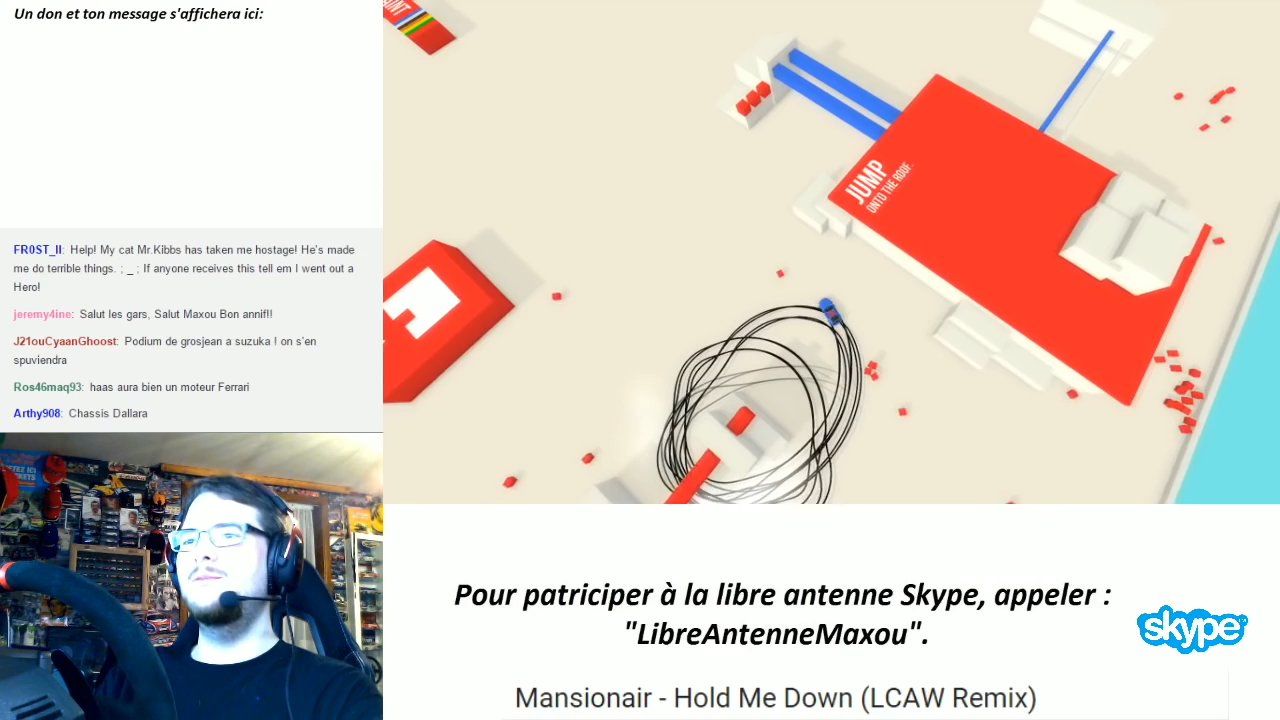 Un don et ton message s'affichera ici:
JUMP
ONTO THE ROOF.
FR0ST_II: Help! My cat Mr.Kibbs has taken me hostage! He's made
me do terrible things. ; _ ; If anyone receives this tell em I went out a
Hero!
jeremy4ine: Salut les gars, Salut Maxou Bon annif!!
J21ouCyaanGhoost: Podium de grosjean a suzuka ! on s'en
spuviendra
Ros46maq93: haas aura bien un moteur Ferrari
Arthy908: Chassis Dallara
Pour patriciper à la libre antenne Skype, appeler :
"LibreAntenneMaxou".
skype
Mansionair - Hold Me Down (LCAW Remix)